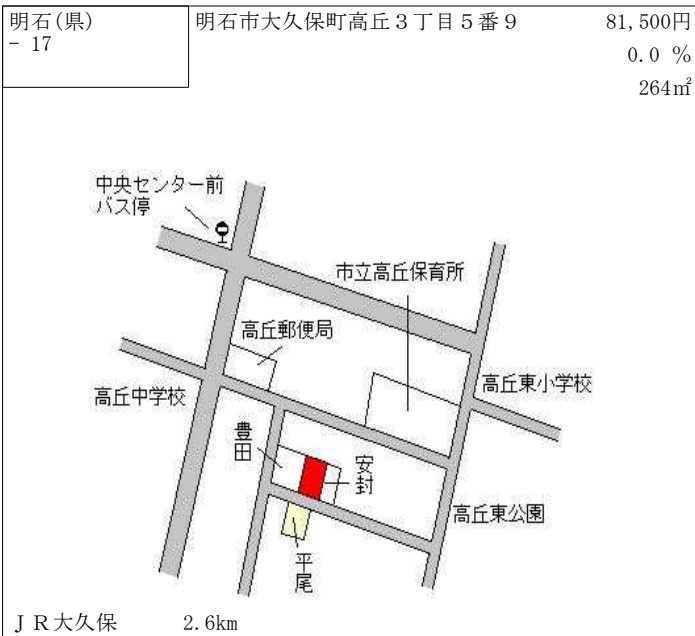 明石(県)
- 17
明石市大久保町高丘３丁目５番９
81,500円
0.0 %
264㎡
中央センター前
バス停
市立高丘保育所
高丘郵便局
高丘東小学校
高丘中学校
豊田
安封
高丘東公園
平尾
ＪＲ大久保 2.6km